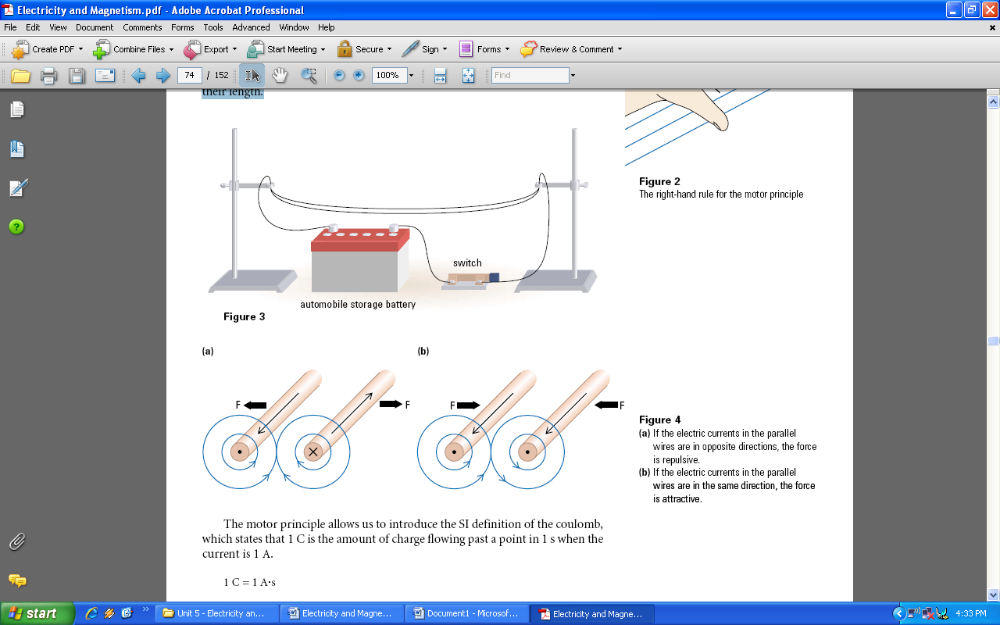 Electricity and Magnetism.pdf - Adobe Acrobat Professional
File Edit View Document Comments Forms Tools Advanced Window Help
Create PDF Combine Files Export Start Meeting Secure Sign Forms Review & Comment
74 / 152 100% Find
their length.
Figure 2
The right-hand rule for the motor principle
switch
automobile storage battery
Figure 3
(a) (b)
F F F F
Figure 4
(a) If the electric currents in the parallel
wires are in opposite directions, the force
is repulsive.
(b) If the electric currents in the parallel
wires are in the same direction, the force
is attractive.
The motor principle allows us to introduce the SI definition of the coulomb,
which states that 1 C is the amount of charge flowing past a point in 1 s when the
current is 1 A.
1 C = 1 A·s
start Unit 5 - Electricity an... Electricity and Magne... Document1 - Microsof... Electricity and Magne... 4:33 PM